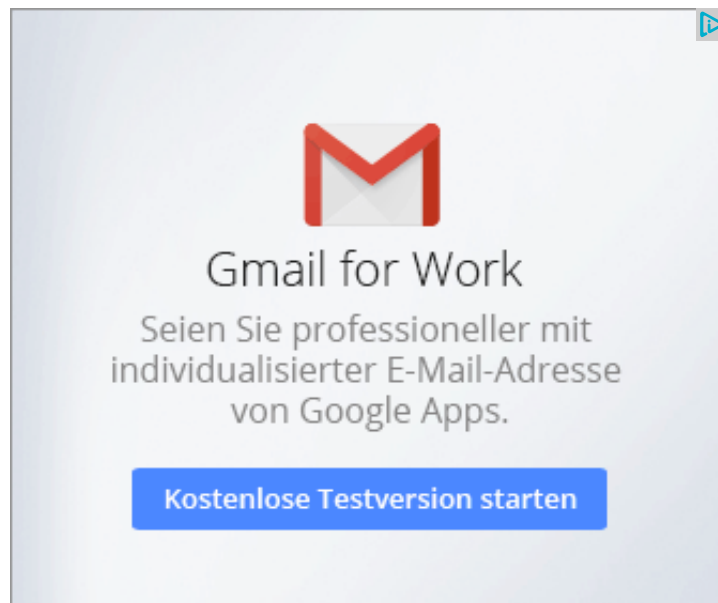 Gmail for Work
Seien Sie professioneller mit
individualisierter E-Mail-Adresse
von Google Apps.
Kostenlose Testversion starten